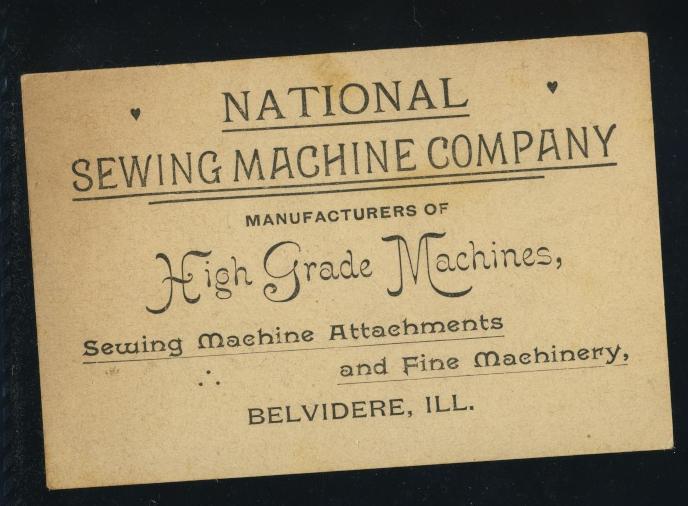 NATIONAL
SEWING MACHINE COMPANY
MANUFACTURERS OF
High Grade Machines,
Sewing Machine Attachments
and Fine Machinery,
BELVIDERE, ILL.